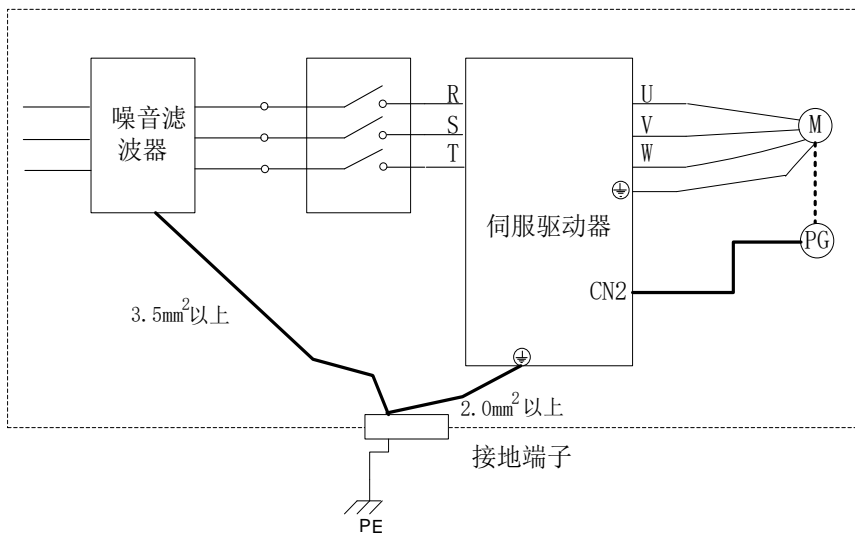 噪音滤
波器
R
S
T
U
V
W
M
伺服驱动器
PG
CN2
3.5mm²以上
2.0mm²以上
接地端子
PE